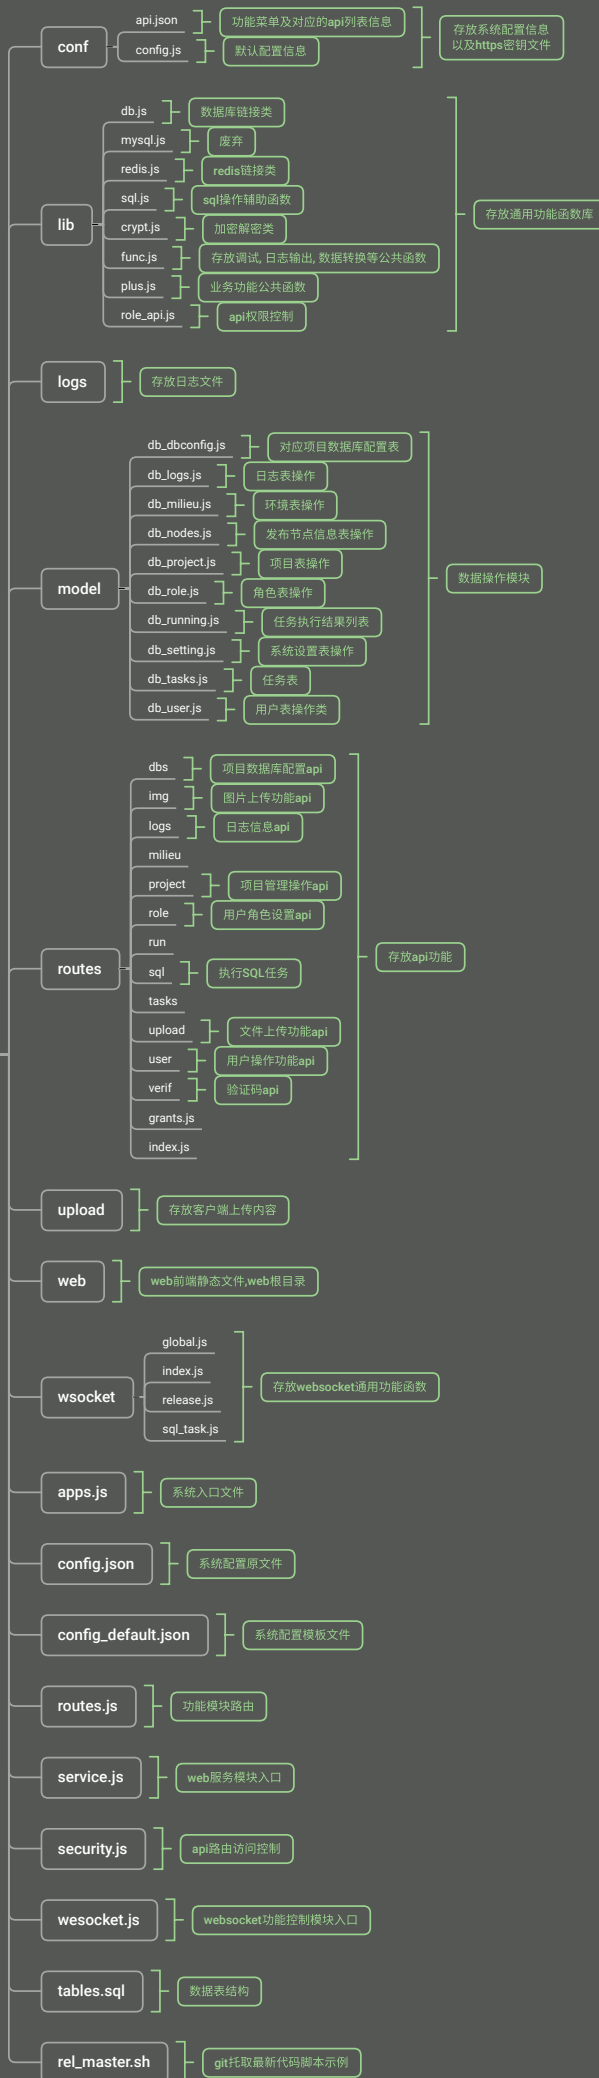 conf
api.json
功能菜单及对应的api列表信息
config.js
默认配置信息
存放系统配置信息
以及https密钥文件
lib
db.js
数据库链接类
mysql.js
废弃
redis.js
redis链接类
sql.js
sql操作辅助函数
crypt.js
加密解密类
func.js
存放调试, 日志输出, 数据转换等公共函数
plus.js
业务功能公共函数
role_api.js
api权限控制
存放通用功能函数库
logs
存放日志文件
model
db_dbconfig.js
对应项目数据库配置表
db_logs.js
日志表操作
db_milieu.js
环境表操作
db_nodes.js
发布节点信息表操作
db_project.js
项目表操作
db_role.js
角色表操作
db_running.js
任务执行结果列表
db_setting.js
系统设置表操作
db_tasks.js
任务表
db_user.js
用户表操作类
数据操作模块
routes
dbs
项目数据库配置api
img
图片上传功能api
logs
日志信息api
milieu
project
项目管理操作api
role
用户角色设置api
run
sql
执行SQL任务
tasks
upload
文件上传功能api
user
用户操作功能api
verif
验证码api
grants.js
index.js
存放api功能
upload
存放客户端上传内容
web
web前端静态文件,web根目录
wsocket
global.js
index.js
release.js
sql_task.js
存放websocket通用功能函数
apps.js
系统入口文件
config.json
系统配置原文件
config_default.json
系统配置模板文件
routes.js
功能模块路由
service.js
web服务模块入口
security.js
api路由访问控制
wesocket.js
websocket功能控制模块入口
tables.sql
数据表结构
rel_master.sh
git托取最新代码脚本示例